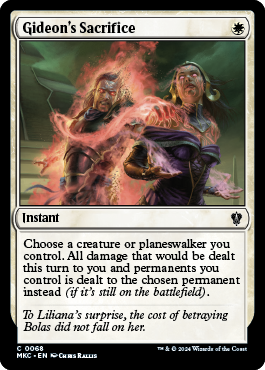 Gideon's Sacrifice
Instant
Choose a creature or planeswalker you
control. All damage that would be dealt
this turn to you and permanents you
control is dealt to the chosen permanent
instead (if it's still on the battlefield).
To Liliana's surprise, the cost of betraying
Bolas did not fall on her.
C 0068
MKC • EN Chris Rallis
™ & © 2024 Wizards of the Coast